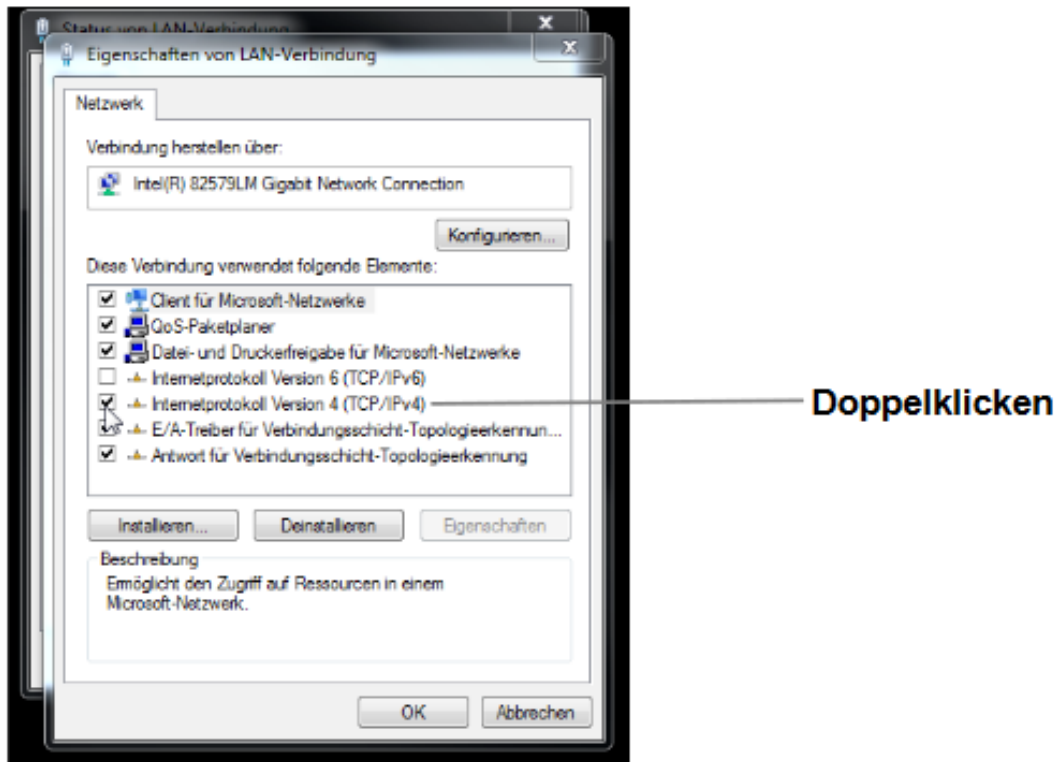 Status von LAN-Verbindung
Eigenschaften von LAN-Verbindung
Netzwerk
Verbindung herstellen über:
Intel(R) 82579LM Gigabit Network Connection
Konfigurieren...
Diese Verbindung verwendet folgende Elemente:
Client für Microsoft-Netzwerke
QoS-Paketplaner
Datei- und Druckerfreigabe für Microsoft-Netzwerke
Internetprotokoll Version 6 (TCP/IPv6)
Internetprotokoll Version 4 (TCP/IPv4)
Doppelklicken
E/A-Treiber für Verbindungsschicht-Topologieerkennun...
Antwort für Verbindungsschicht-Topologieerkennung
Installieren... Deinstallieren Eigenschaften
Beschreibung
Ermöglicht den Zugriff auf Ressourcen in einem
Microsoft-Netzwerk.
OK Abbrechen